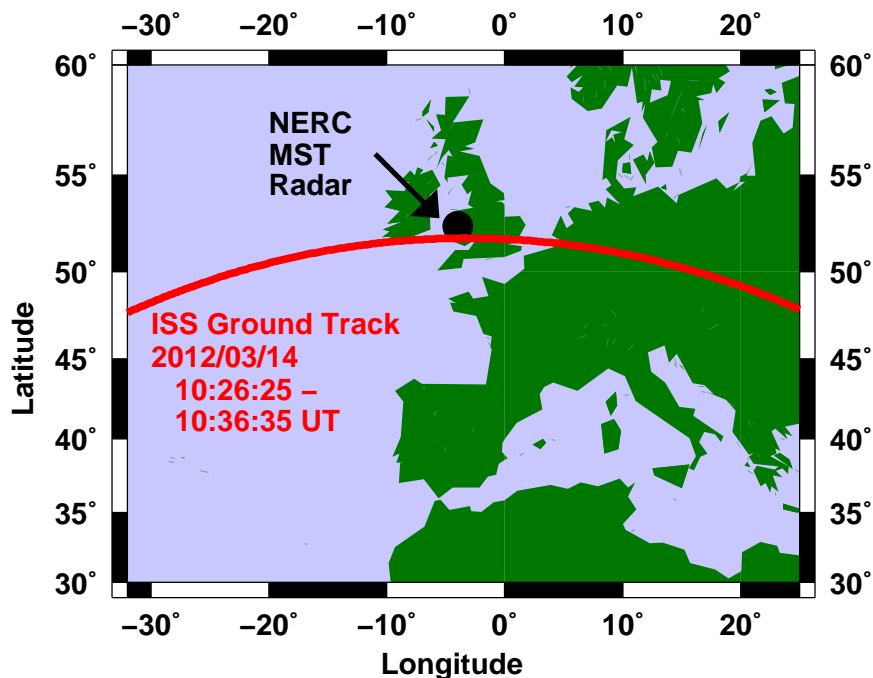 −30° −20° −10° 0° 10° 20°
60° 60°
NERC
MST
Radar
55° 55°
50° 50°
ISS Ground Track
2012/03/14
10:26:25 −
10:36:35 UT
45° 45°
40° 40°
35° 35°
30° 30°
−30° −20° −10° 0° 10° 20°
Latitude
Longitude